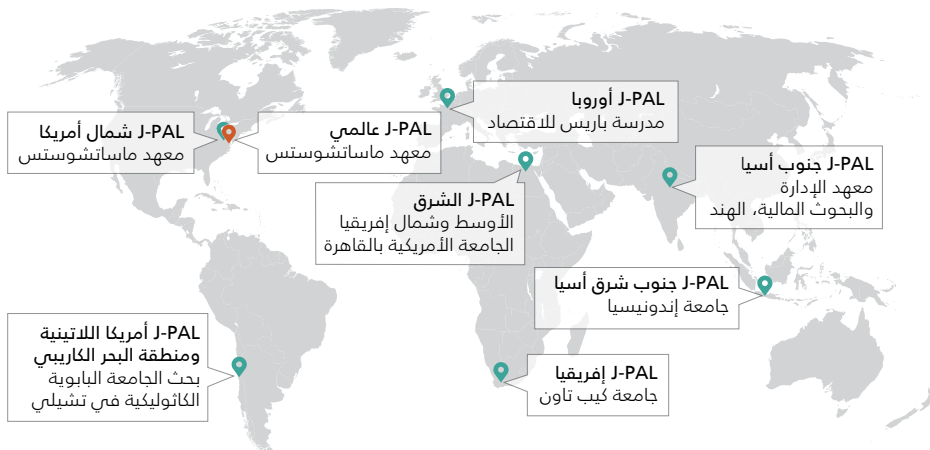 J-PAL أوروبا
مدرسة باريس للاقتصاد
J-PAL شمال أمريكا
معهد ماساتشوستس
J-PAL عالمي
معهد ماساتشوستس
J-PAL جنوب أسيا
معهد الإدارة
والبحوث المالية، الهند
J-PAL الشرق
الأوسط وشمال إفريقيا
الجامعة الأمريكية بالقاهرة
J-PAL جنوب شرق أسيا
جامعة إندونيسيا
J-PAL أمريكا اللاتينية
ومنطقة البحر الكاريبي
بحث الجامعة البابوية
الكاثوليكية في تشيلي
J-PAL إفريقيا
جامعة كيب تاون